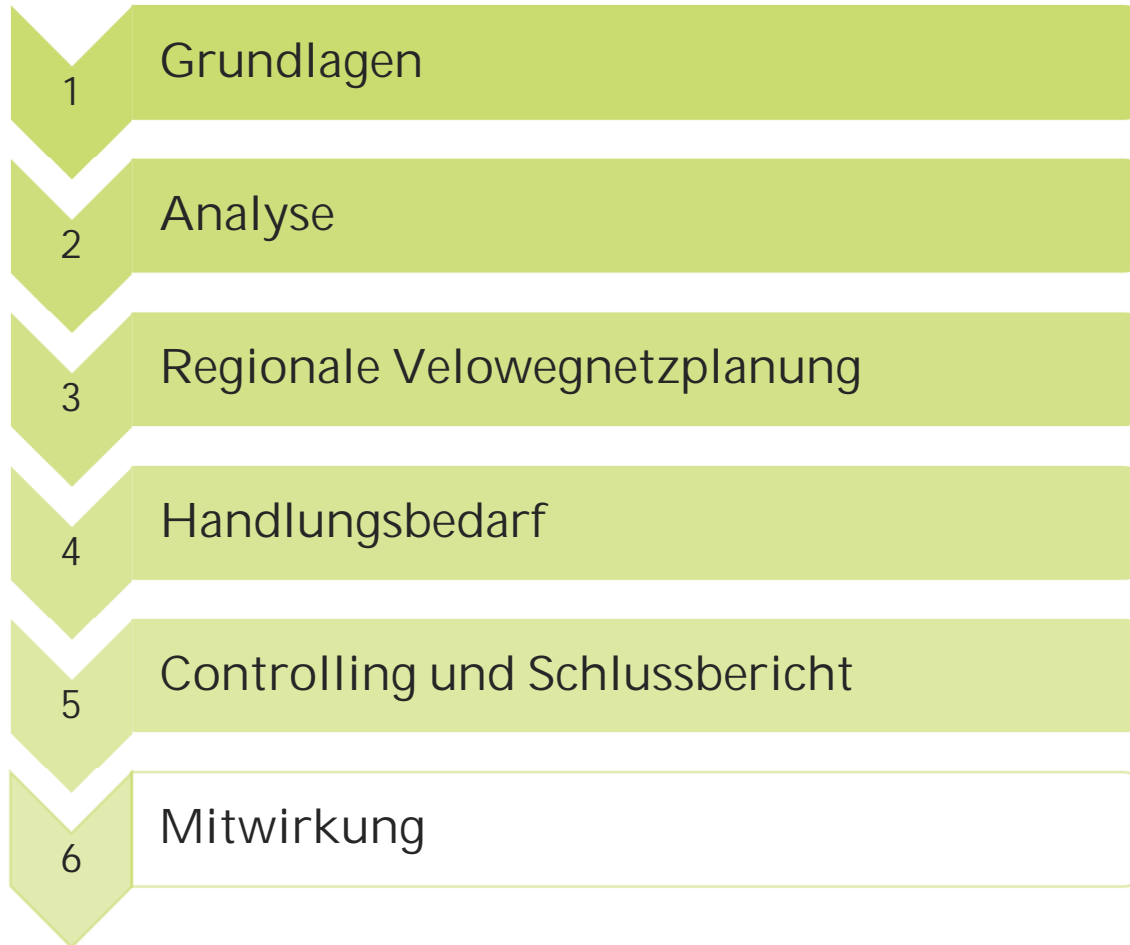 1
Grundlagen
2
Analyse
3
Regionale Velowegnetzplanung
4
Handlungsbedarf
5
Controlling und Schlussbericht
6
Mitwirkung